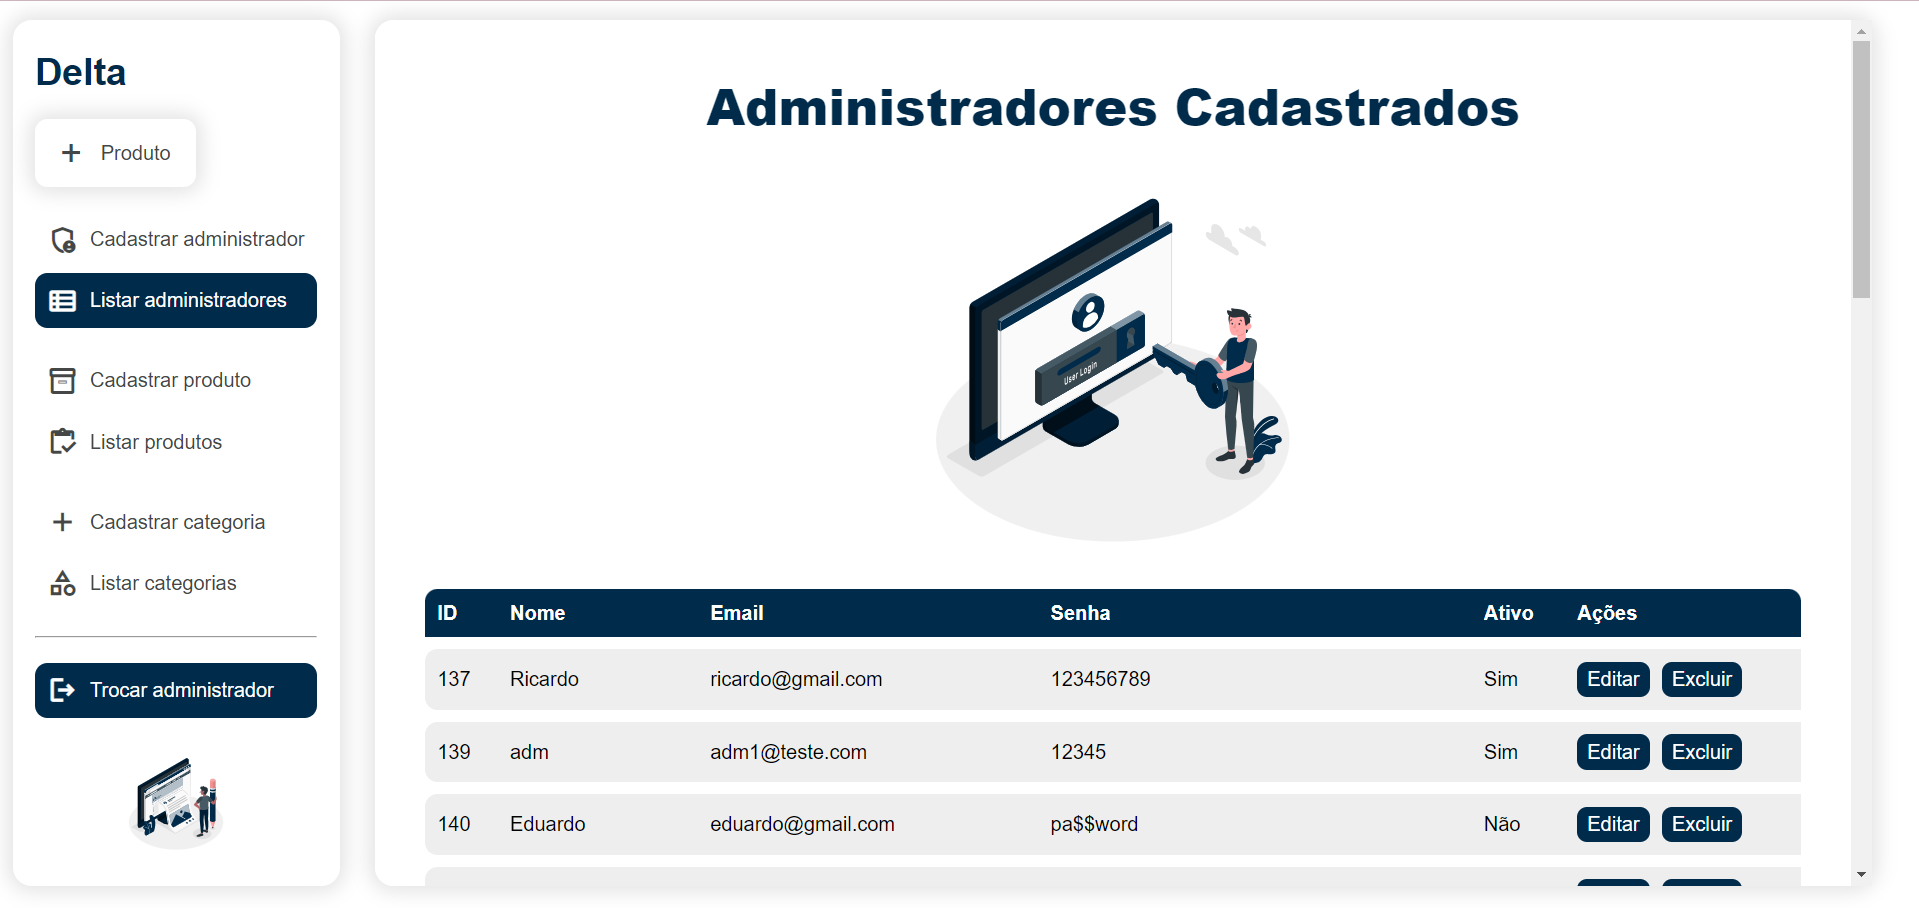 Delta
Produto
Cadastrar administrador
Listar administradores
Cadastrar produto
Listar produtos
Cadastrar categoria
Listar categorias
Trocar administrador
Administradores Cadastrados
User Login
ID Nome Email Senha Ativo Ações
137 Ricardo ricardo@gmail.com 123456789 Sim Editar Excluir
139 adm adm1@teste.com 12345 Sim Editar Excluir
140 Eduardo eduardo@gmail.com pa$$word Não Editar Excluir